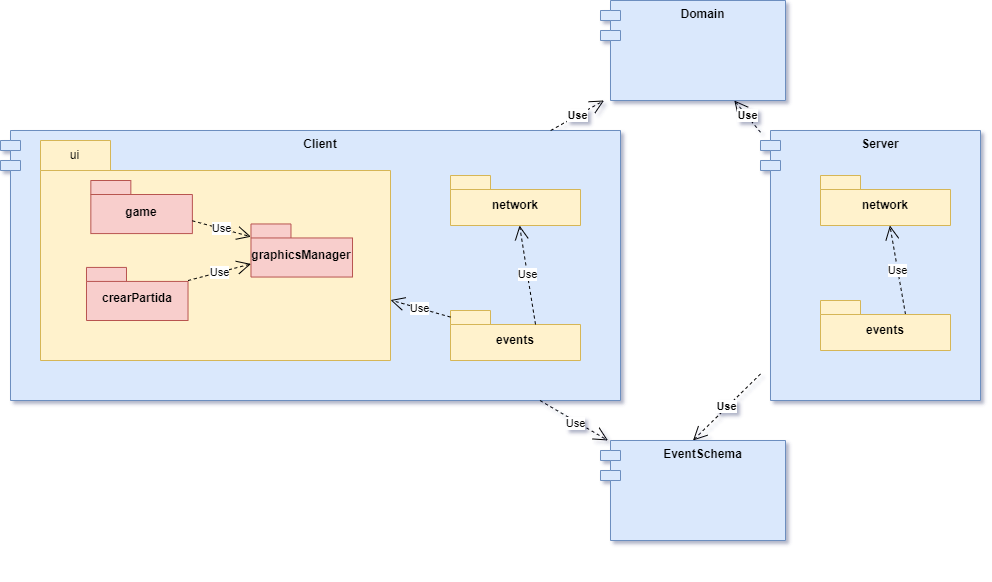 Domain
Use
Use
Client
Server
ui
network
network
game
Use
graphicsManager
Use
Use
Use
crearPartida
Use
events
events
Use
Use
EventSchema